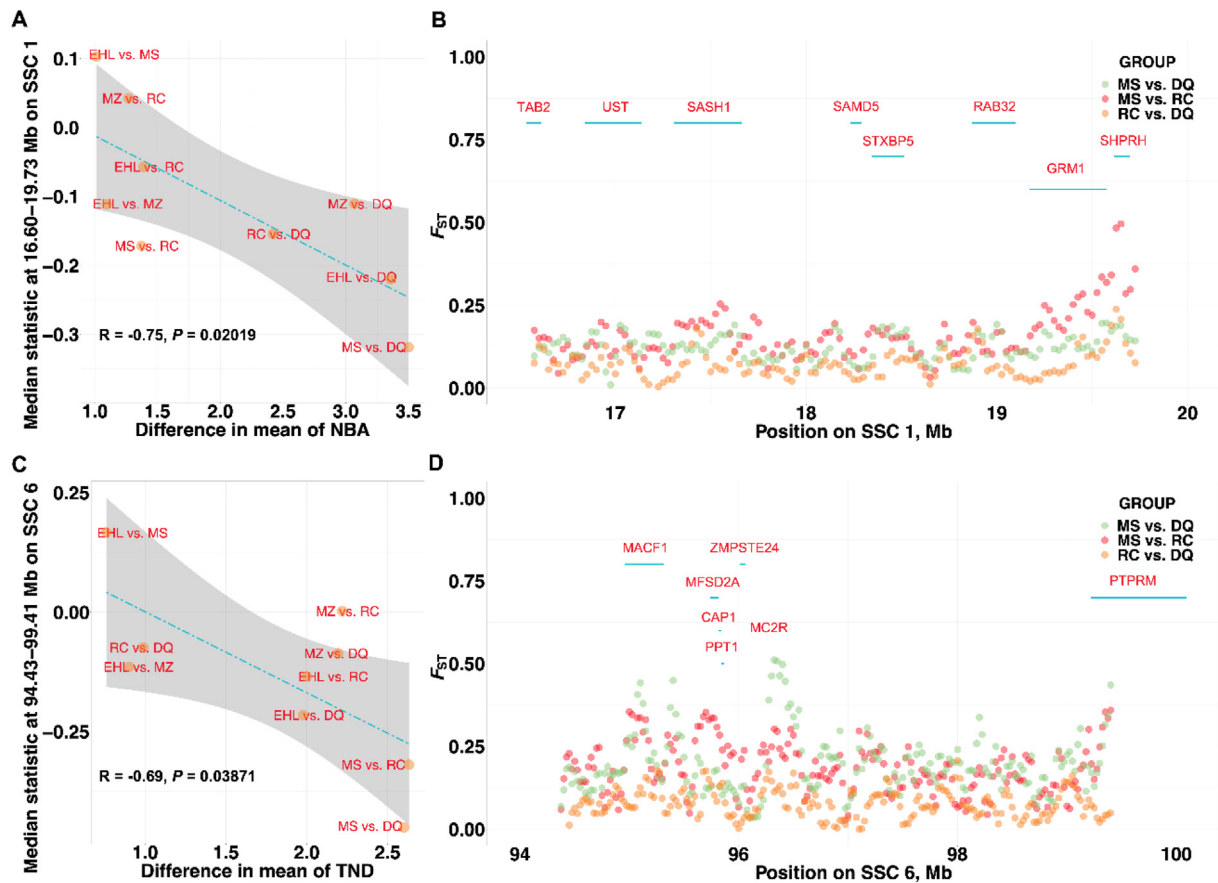 A
Median statistic at 16.60–19.73 Mb on SSC 1
0.1
0.0
−0.1
−0.2
−0.3
EHL vs. MS
MZ vs. RC
EHL vs. RC
EHL vs. MZ
MS vs. RC
MZ vs. DQ
RC vs. DQ
EHL vs. DQ
MS vs. DQ
R = -0.75, P = 0.02019
1.0 1.5 2.0 2.5 3.0 3.5
Difference in mean of NBA
B
FST
1.00
0.75
0.50
0.25
0.00
TAB2
UST
SASH1
SAMD5
STXBP5
RAB32
GRM1
SHPRH
GROUP
MS vs. DQ
MS vs. RC
RC vs. DQ
17 18 19 20
Position on SSC 1, Mb
C
Median statistic at 94.43–99.41 Mb on SSC 6
0.25
0.00
−0.25
EHL vs. MS
MZ vs. RC
RC vs. DQ
MZ vs. DQ
EHL vs. MZ
EHL vs. RC
EHL vs. DQ
MS vs. RC
MS vs. DQ
R = -0.69, P = 0.03871
1.0 1.5 2.0 2.5
Difference in mean of TND
D
FST
1.00
0.75
0.50
0.25
0.00
MACF1
ZMPSTE24
MFSD2A
CAP1
MC2R
PPT1
PTPRM
GROUP
MS vs. DQ
MS vs. RC
RC vs. DQ
94 96 98 100
Position on SSC 6, Mb